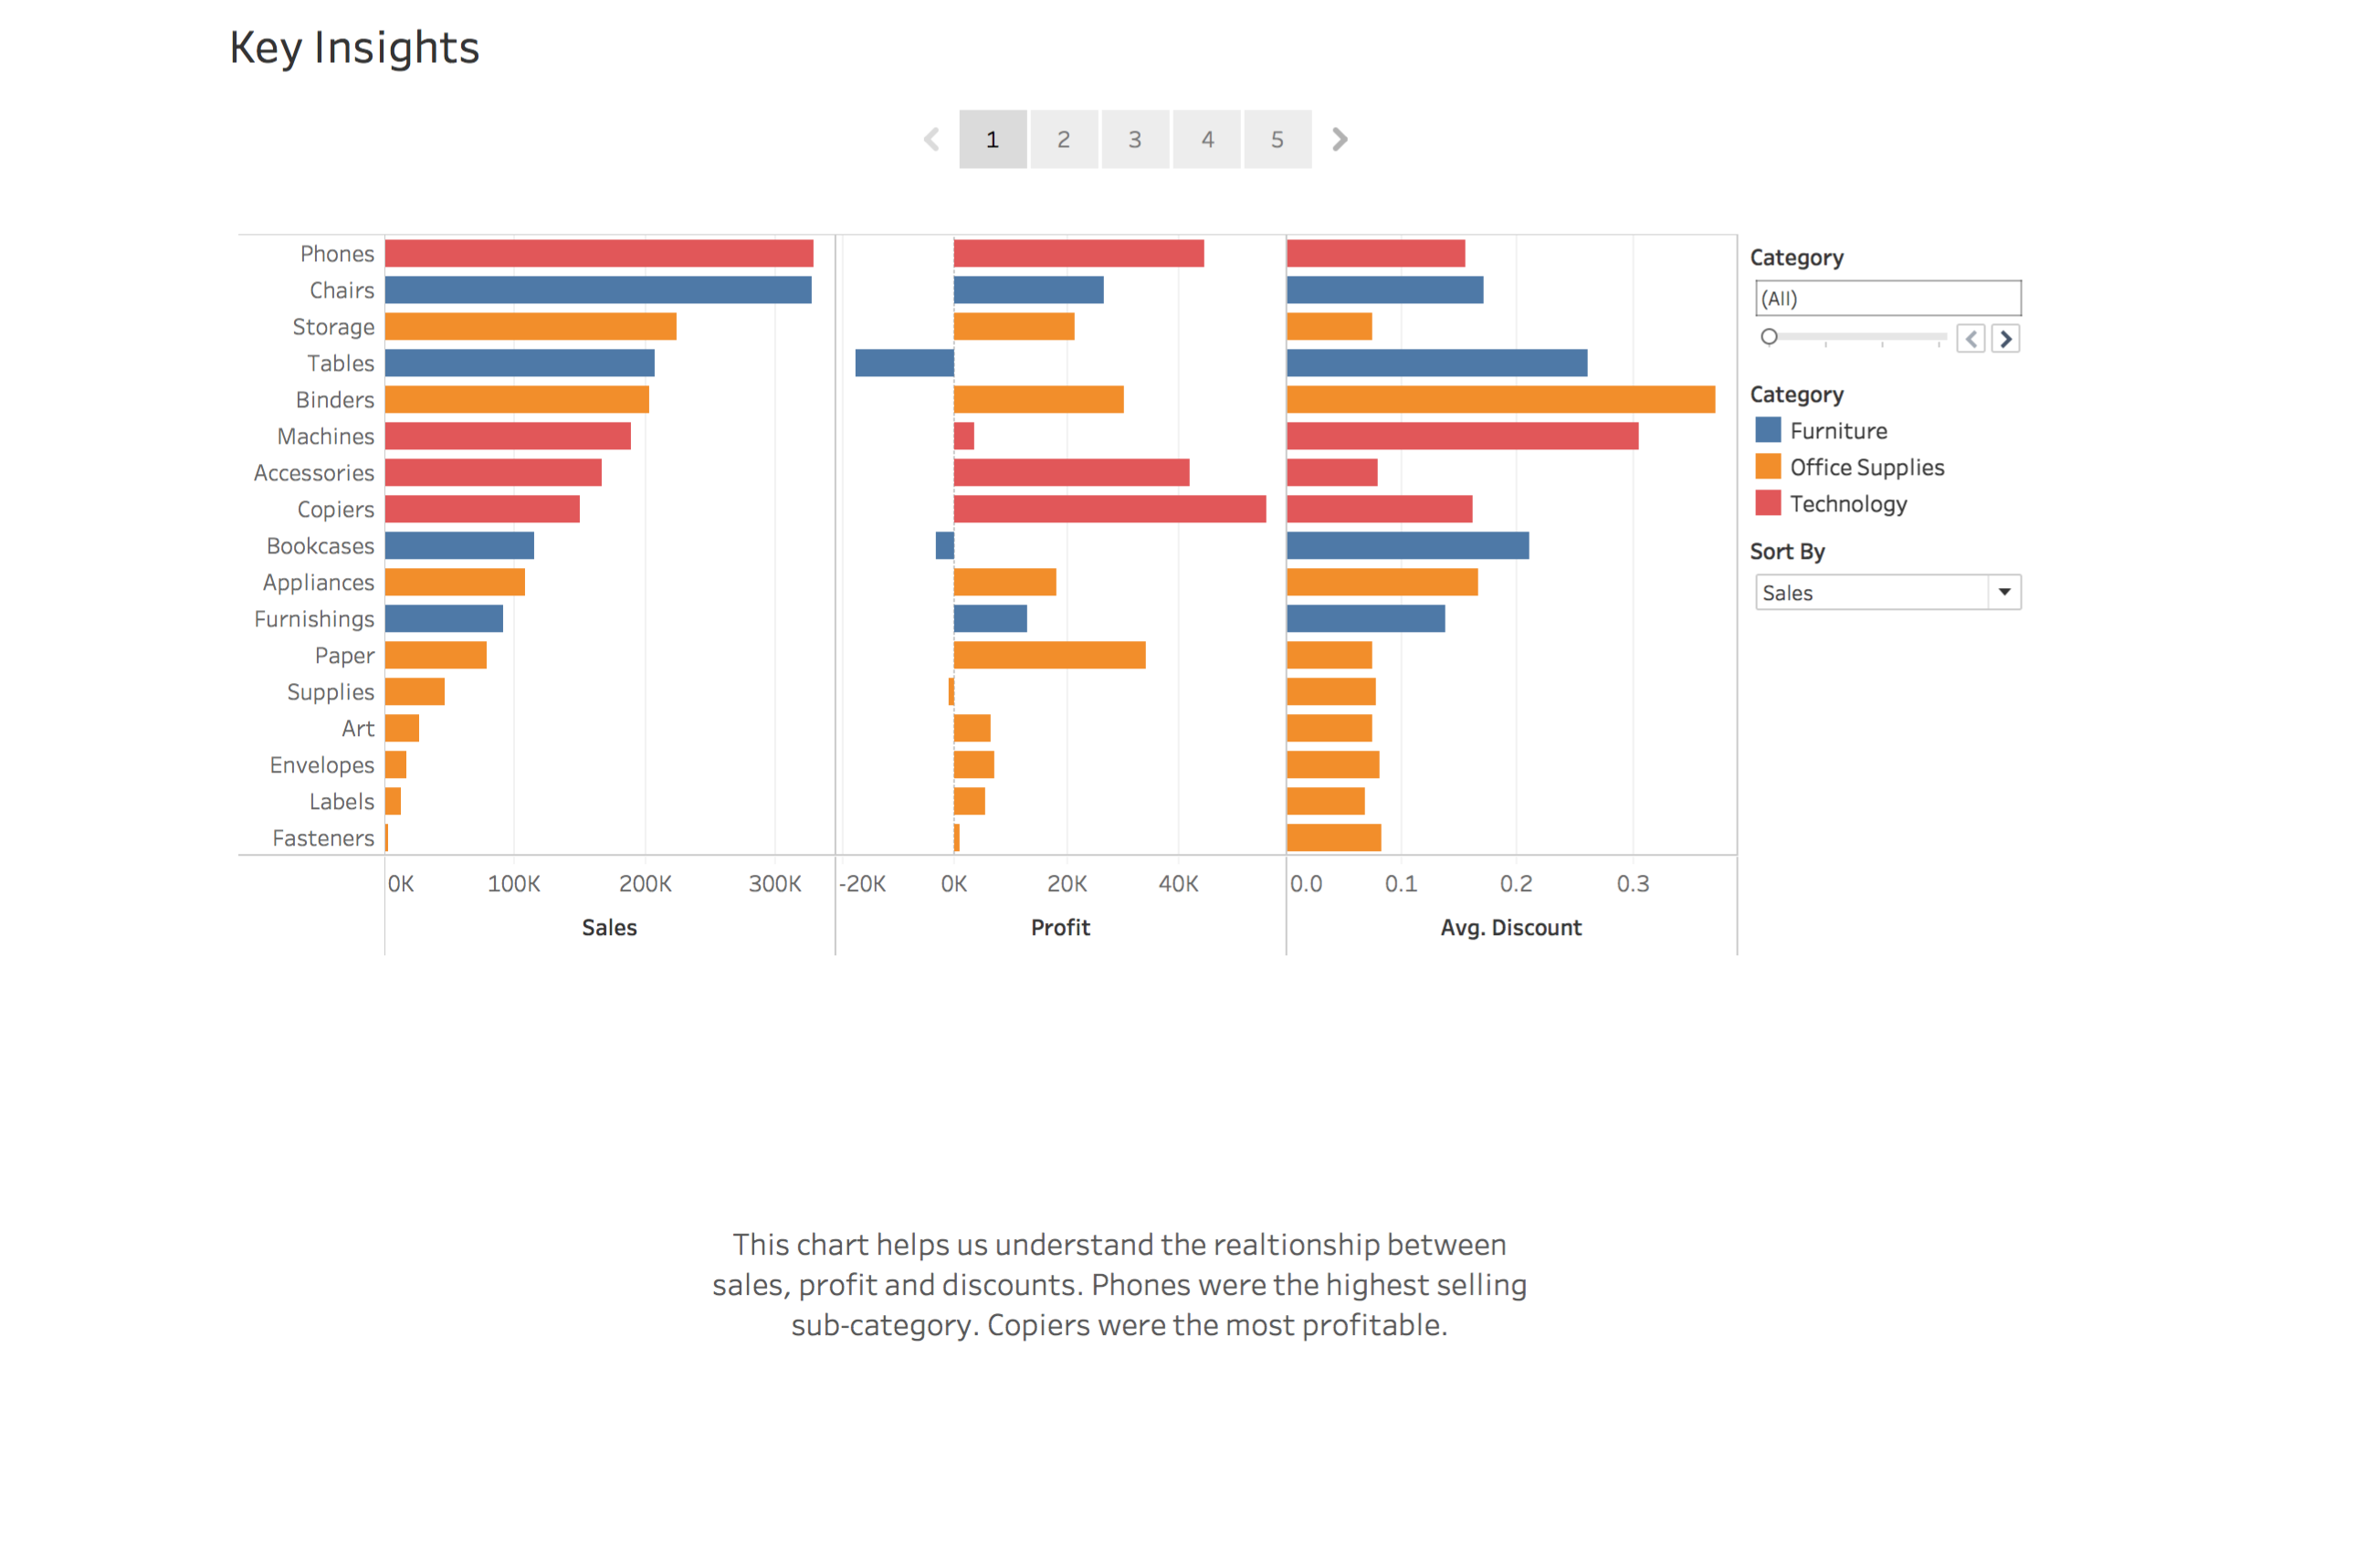 Key Insights
1 2 3 4 5
Phones
Chairs
Storage
Tables
Binders
Machines
Accessories
Copiers
Bookcases
Appliances
Furnishings
Paper
Supplies
Art
Envelopes
Labels
Fasteners
0K 100K 200K 300K -20K 0K 20K 40K 0.0 0.1 0.2 0.3
Sales Profit Avg. Discount
Category
(All)
Category
Furniture
Office Supplies
Technology
Sort By
Sales
This chart helps us understand the realtionship between
sales, profit and discounts. Phones were the highest selling
sub-category. Copiers were the most profitable.